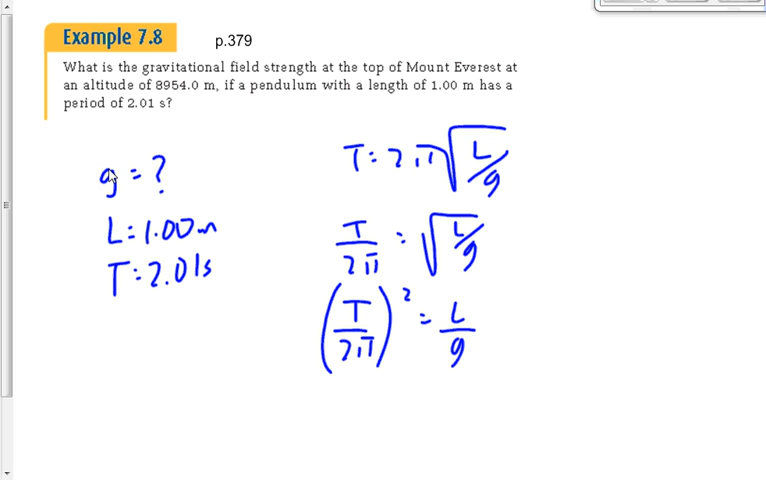 Example 7.8
p.379
What is the gravitational field strength at the top of Mount Everest at
an altitude of 8954.0 m, if a pendulum with a length of 1.00 m has a
period of 2.01 s?
g = ?
L = 1.00 m
T = 2.01s
T = 2π√(L/g)
T/2π = √(L/g)
(T/2π)² = L/g